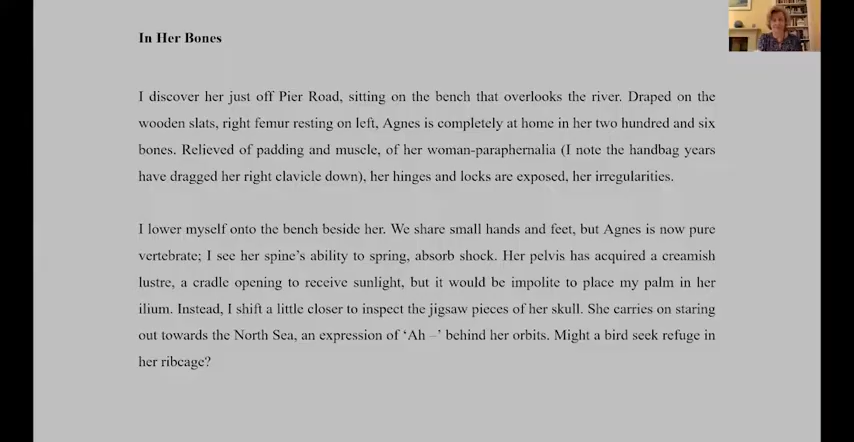 In Her Bones
I discover her just off Pier Road, sitting on the bench that overlooks the river. Draped on the
wooden slats, right femur resting on left, Agnes is completely at home in her two hundred and six
bones. Relieved of padding and muscle, of her woman-paraphernalia (I note the handbag years
have dragged her right clavicle down), her hinges and locks are exposed, her irregularities.
I lower myself onto the bench beside her. We share small hands and feet, but Agnes is now pure
vertebrate; I see her spine’s ability to spring, absorb shock. Her pelvis has acquired a creamish
lustre, a cradle opening to receive sunlight, but it would be impolite to place my palm in her
ilium. Instead, I shift a little closer to inspect the jigsaw pieces of her skull. She carries on staring
out towards the North Sea, an expression of ‘Ah –’ behind her orbits. Might a bird seek refuge in
her ribcage?